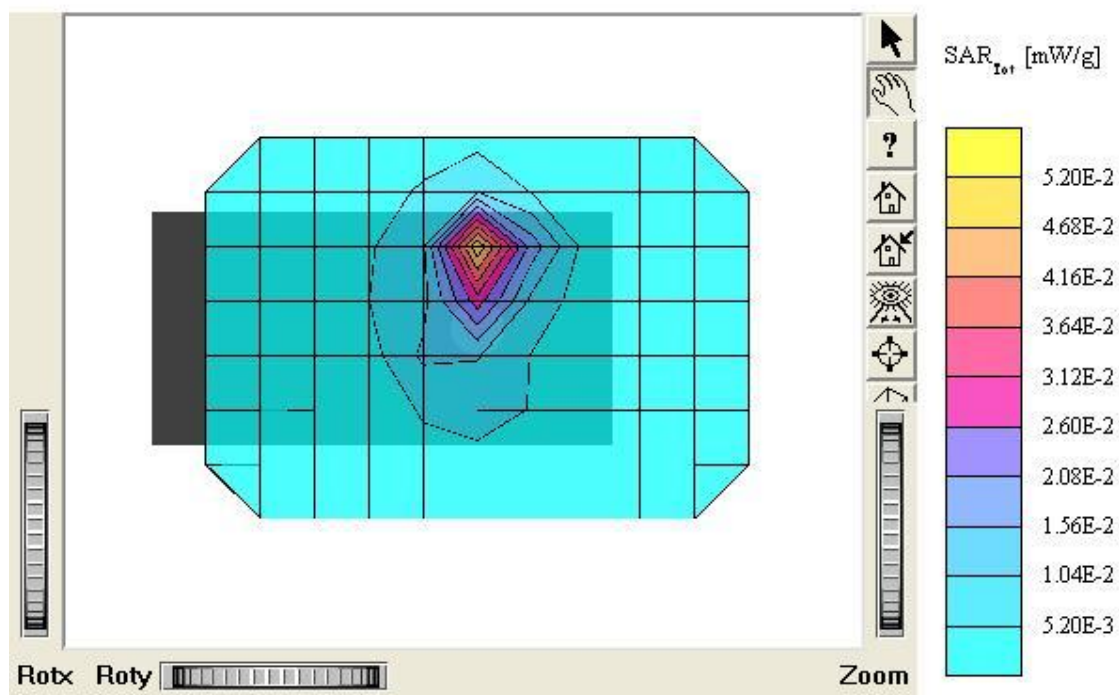 SAR_Tot [mW/g]
?
5.20E-2
4.68E-2
4.16E-2
3.64E-2
3.12E-2
2.60E-2
2.08E-2
1.56E-2
1.04E-2
5.20E-3
Rotx Roty Zoom